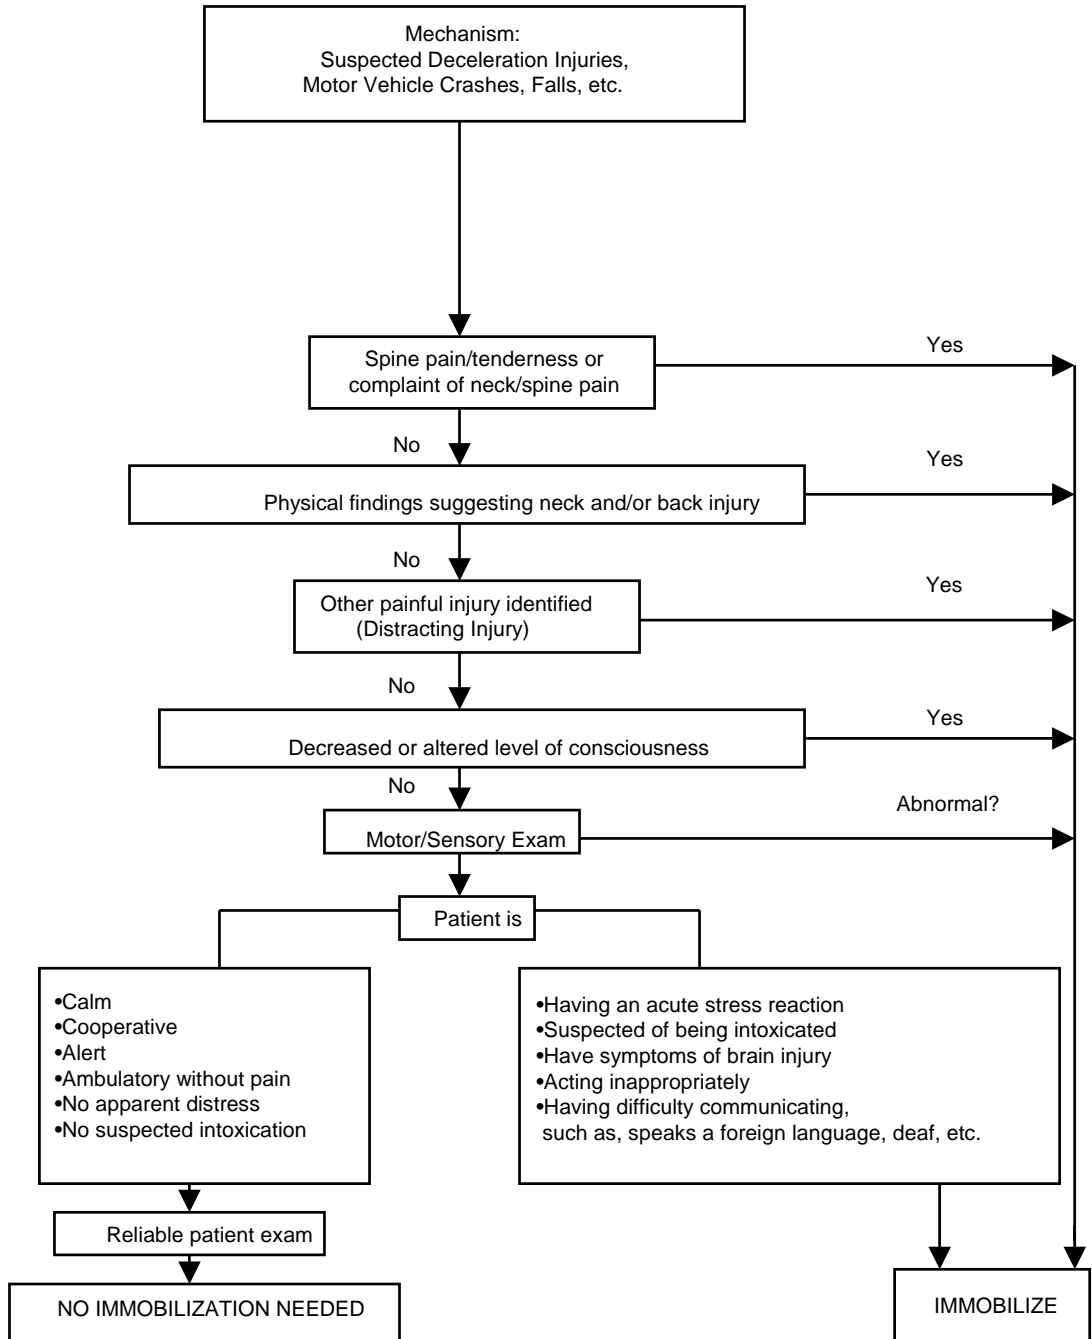 Mechanism:
Suspected Deceleration Injuries,
Motor Vehicle Crashes, Falls, etc.
Spine pain/tenderness or
complaint of neck/spine pain
Yes
No
Physical findings suggesting neck and/or back injury
Yes
No
Other painful injury identified
(Distracting Injury)
Yes
No
Decreased or altered level of consciousness
Yes
No
Motor/Sensory Exam
Abnormal?
Patient is
•Calm
•Cooperative
•Alert
•Ambulatory without pain
•No apparent distress
•No suspected intoxication
•Having an acute stress reaction
•Suspected of being intoxicated
•Have symptoms of brain injury
•Acting inappropriately
•Having difficulty communicating,
such as, speaks a foreign language, deaf, etc.
Reliable patient exam
NO IMMOBILIZATION NEEDED
IMMOBILIZE